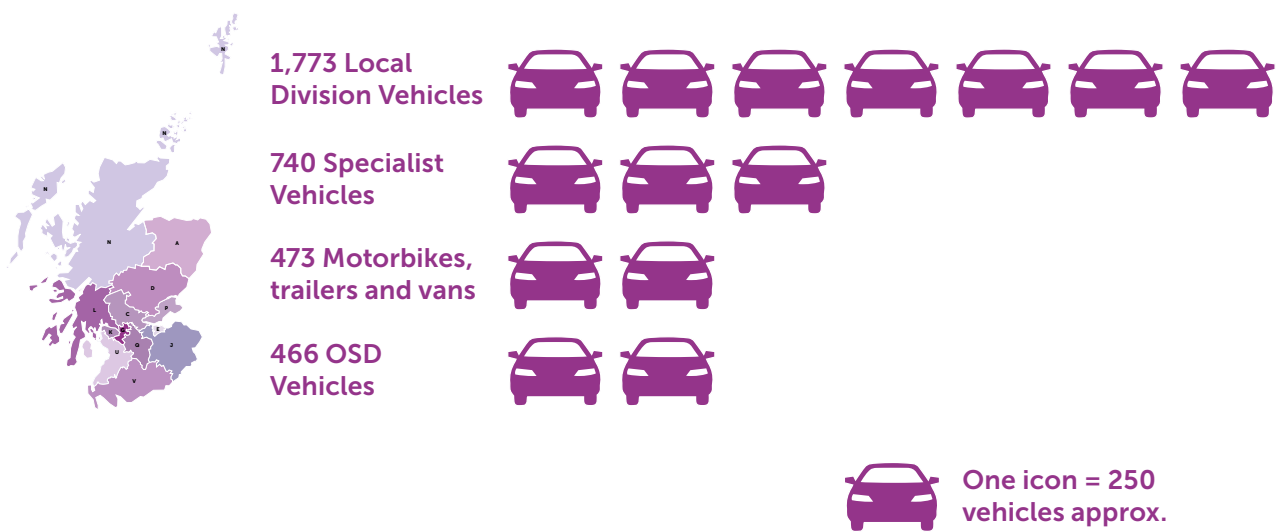 N
1,773 Local
Division Vehicles
N
740 Specialist
Vehicles
N
N
A
473 Motorbikes,
trailers and vans
D
L
C
P
K
E
U
Q
J
V
466 OSD
Vehicles
One icon = 250
vehicles approx.